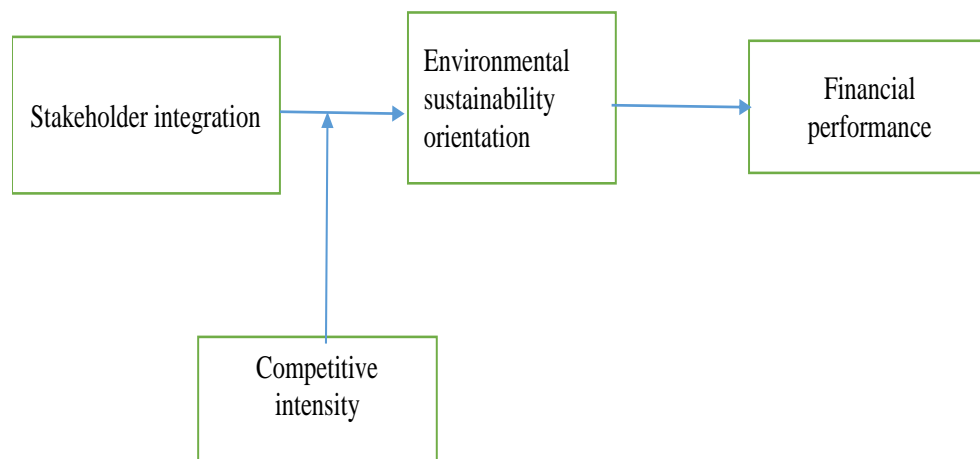 Stakeholder integration
Environmental
sustainability
orientation
Financial
performance
Competitive
intensity